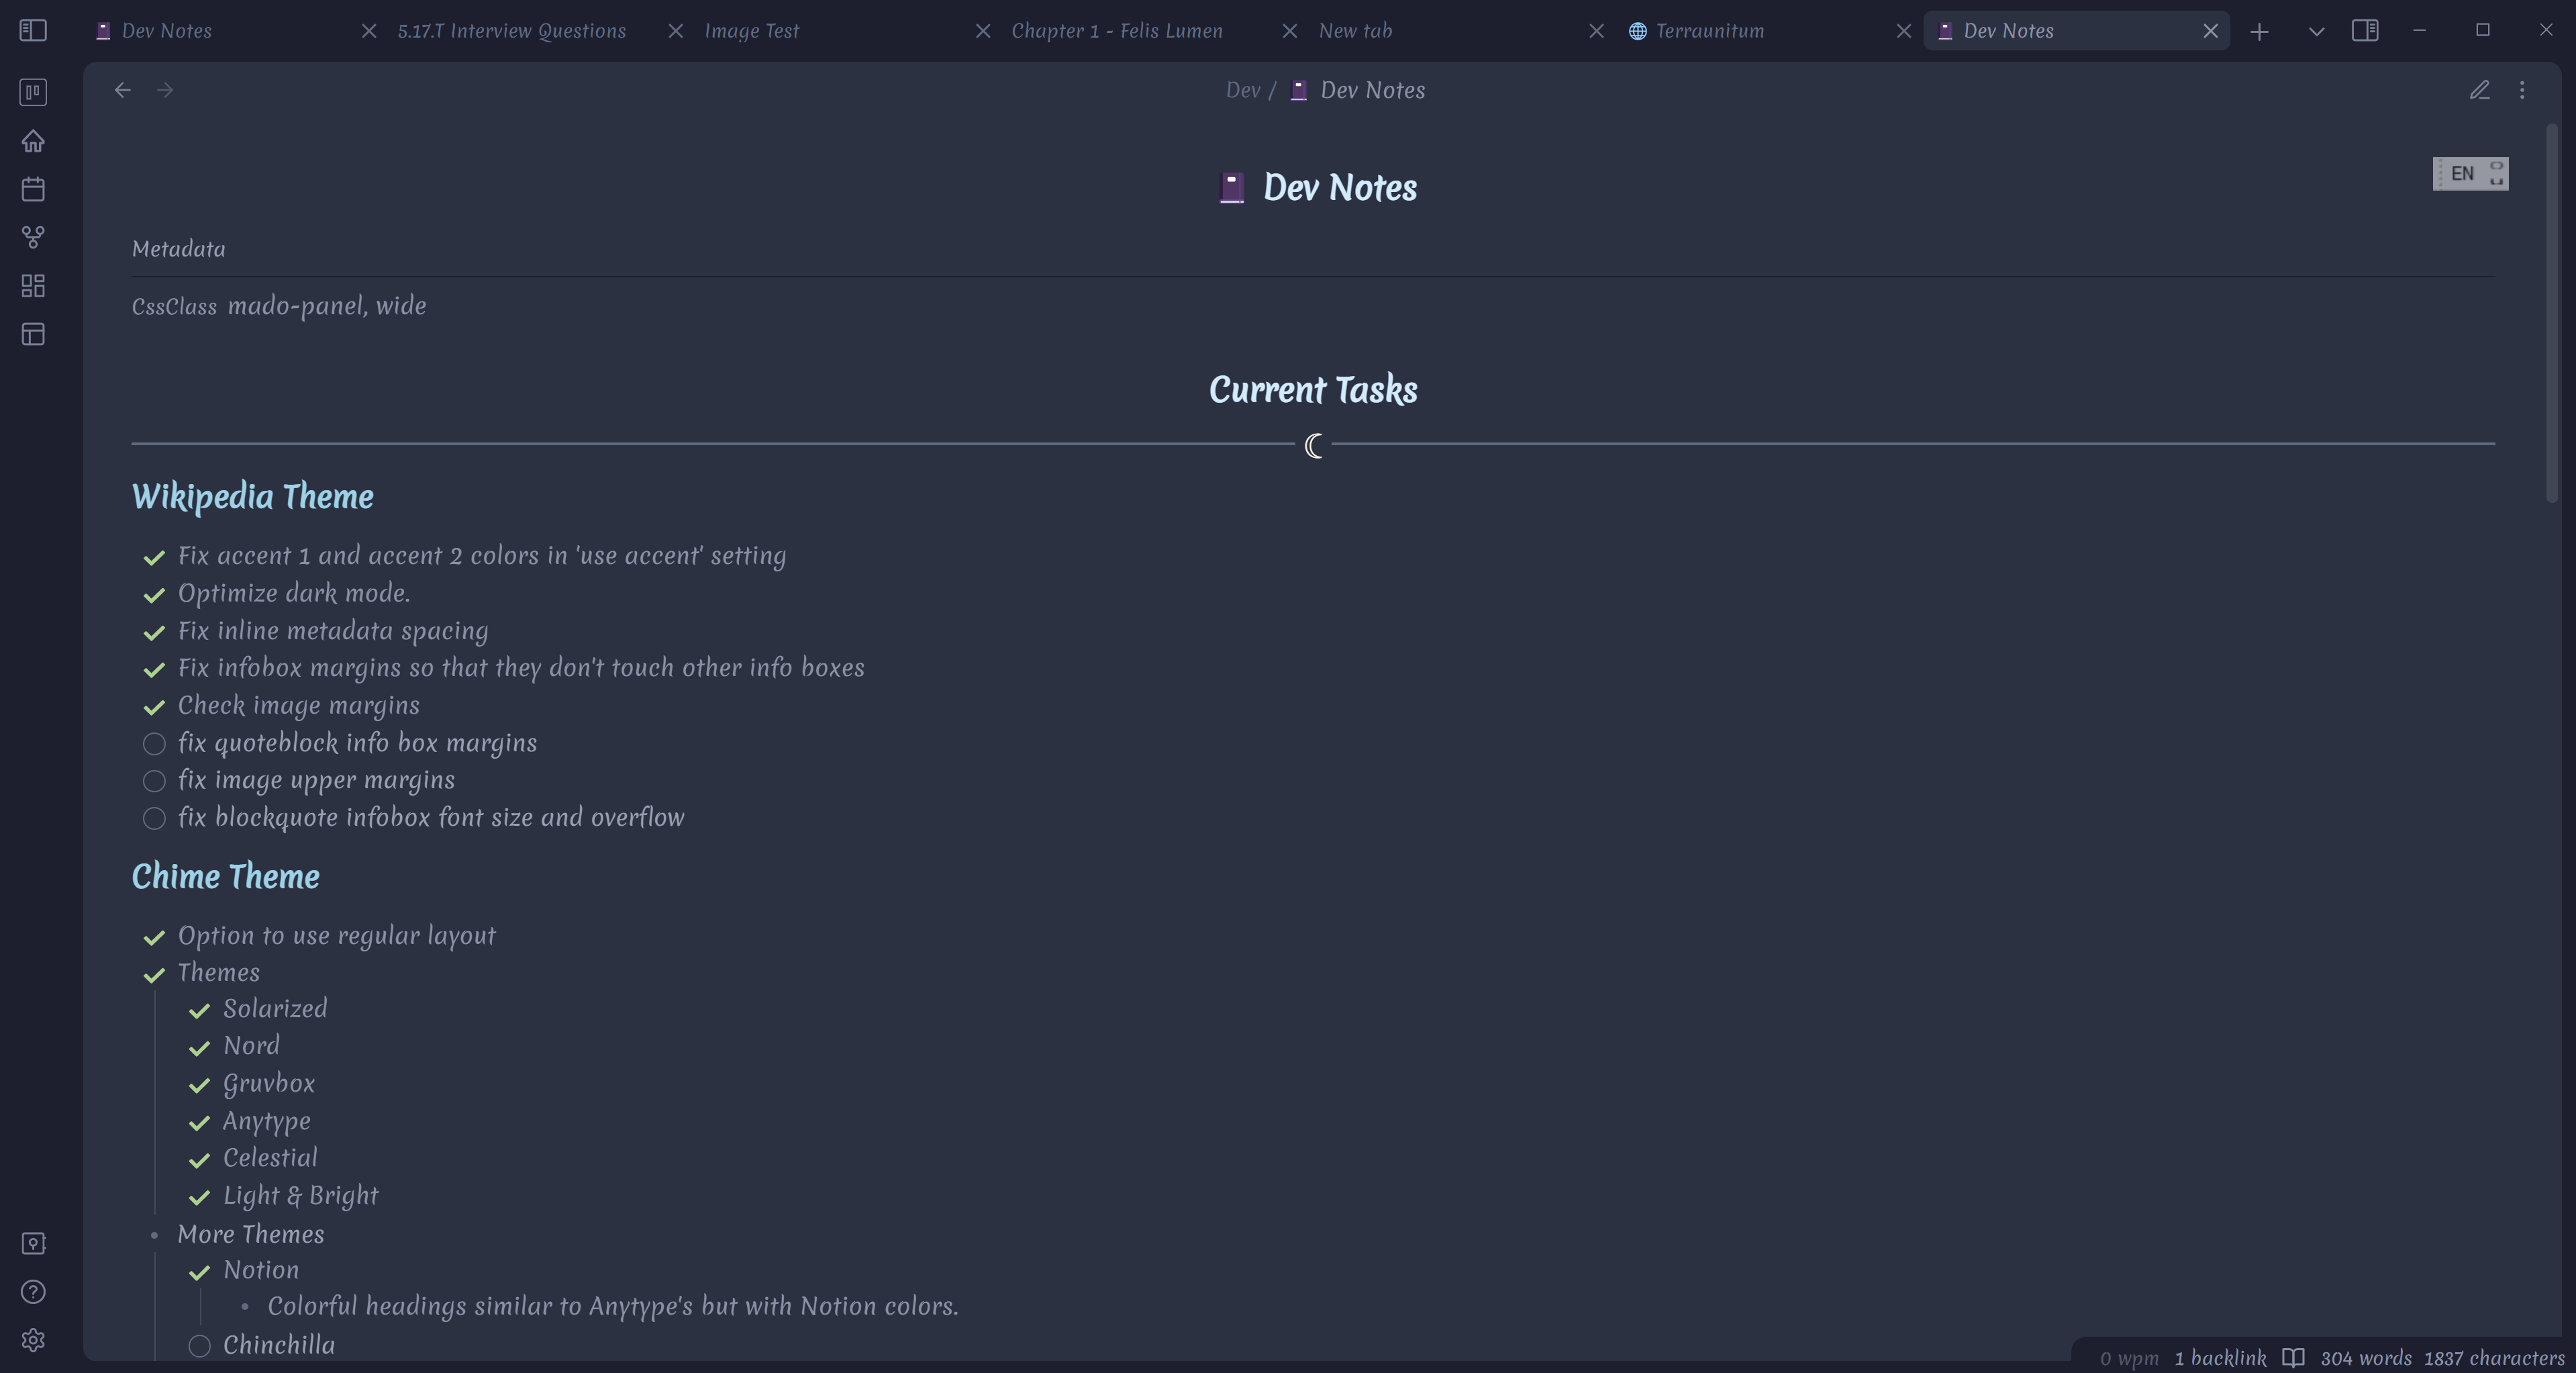 Dev Notes
5.17.T Interview Questions
Image Test
Chapter 1 - Felis Lumen
New tab
Terraunitum
Dev Notes
Dev / Dev Notes
Dev Notes
EN
Metadata
CssClass mado-panel, wide
Current Tasks
Wikipedia Theme
Fix accent 1 and accent 2 colors in 'use accent' setting
Optimize dark mode.
Fix inline metadata spacing
Fix infobox margins so that they don't touch other info boxes
Check image margins
fix quoteblock info box margins
fix image upper margins
fix blockquote infobox font size and overflow
Chime Theme
Option to use regular layout
Themes
Solarized
Nord
Gruvbox
Anytype
Celestial
Light & Bright
More Themes
Notion
Colorful headings similar to Anytype's but with Notion colors.
Chinchilla
0 wpm 1 backlink 304 words 1837 characters